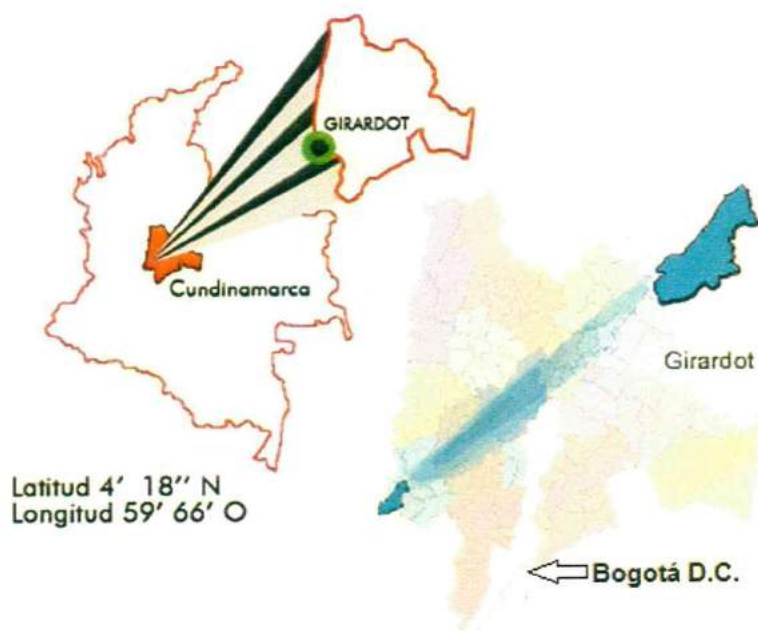 GIRARDOT
Cundinamarca
Girardot
Latitud 4' 18'' N
Longitud 59' 66' O
Bogotá D.C.